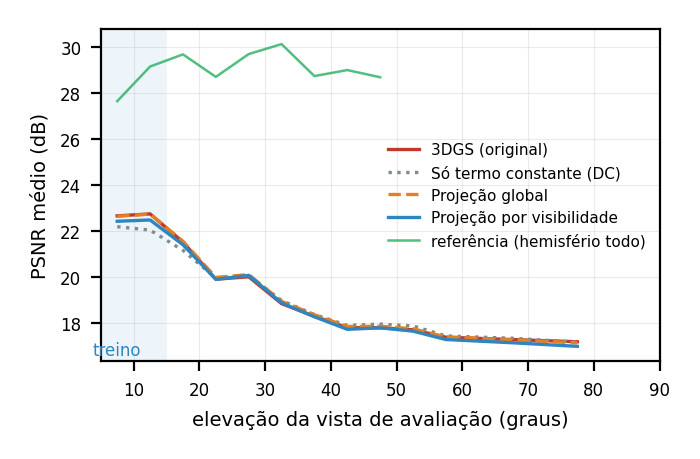 PSNR médio (dB)
30
28
26
24
22
20
18
3DGS (original)
Só termo constante (DC)
Projeção global
Projeção por visibilidade
referência (hemisfério todo)
treino
10 20 30 40 50 60 70 80 90
elevação da vista de avaliação (graus)